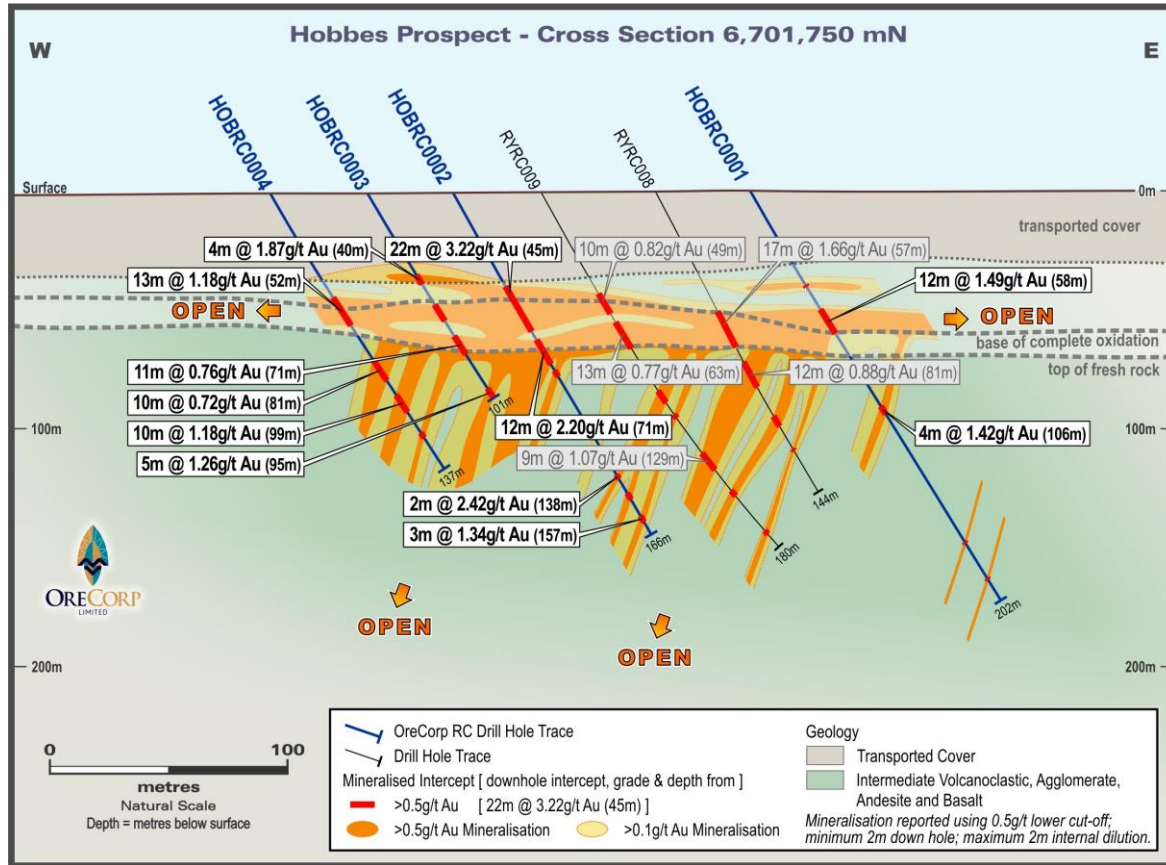 Hobbes Prospect - Cross Section 6,701,750 mN
W
E
HOBRC0004
HOBRC0003
HOBRC0002
RYRC009
RYRC008
HOBRC0001
Surface
0m
transported cover
4m @ 1.87g/t Au (40m)
22m @ 3.22g/t Au (45m)
10m @ 0.82g/t Au (49m)
17m @ 1.66g/t Au (57m)
13m @ 1.18g/t Au (52m)
12m @ 1.49g/t Au (58m)
OPEN
OPEN
base of complete oxidation
top of fresh rock
11m @ 0.76g/t Au (71m)
13m @ 0.77g/t Au (63m)
12m @ 0.88g/t Au (81m)
10m @ 0.72g/t Au (81m)
101m
100m
12m @ 2.20g/t Au (71m)
4m @ 1.42g/t Au (106m)
100m
10m @ 1.18g/t Au (99m)
5m @ 1.26g/t Au (95m)
9m @ 1.07g/t Au (129m)
137m
144m
2m @ 2.42g/t Au (138m)
3m @ 1.34g/t Au (157m)
166m
180m
202m
ORECORP
LIMITED
OPEN
OPEN
200m
200m
0 100
metres
Natural Scale
Depth = metres below surface
OreCorp RC Drill Hole Trace
Drill Hole Trace
Mineralised Intercept [ downhole intercept, grade & depth from ]
>0.5g/t Au [ 22m @ 3.22g/t Au (45m) ]
>0.5g/t Au Mineralisation >0.1g/t Au Mineralisation
Geology
Transported Cover
Intermediate Volcanoclastic, Agglomerate,
Andesite and Basalt
Mineralisation reported using 0.5g/t lower cut-off;
minimum 2m down hole; maximum 2m internal dilution.